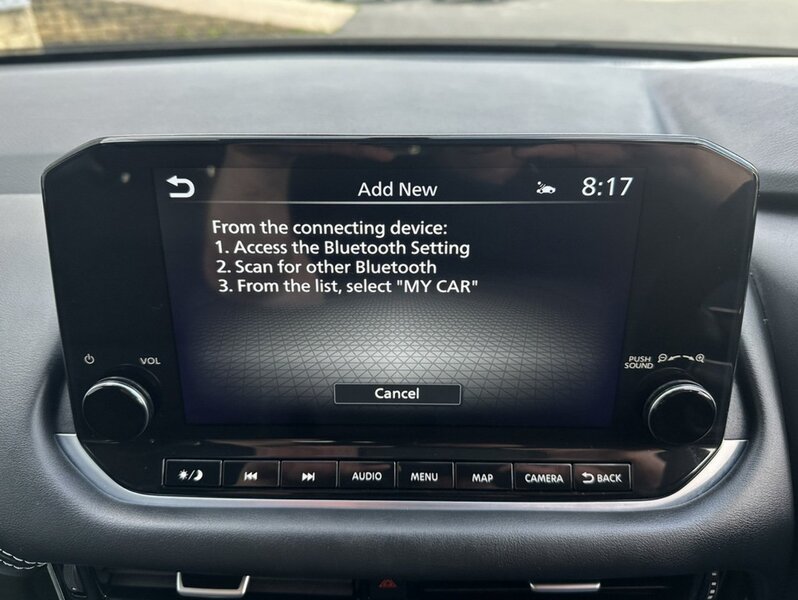 Add New
8:17
From the connecting device:
1. Access the Bluetooth Setting
2. Scan for other Bluetooth
3. From the list, select "MY CAR"
Cancel
VOL
PUSH
SOUND
AUDIO
MENU
MAP
CAMERA
BACK